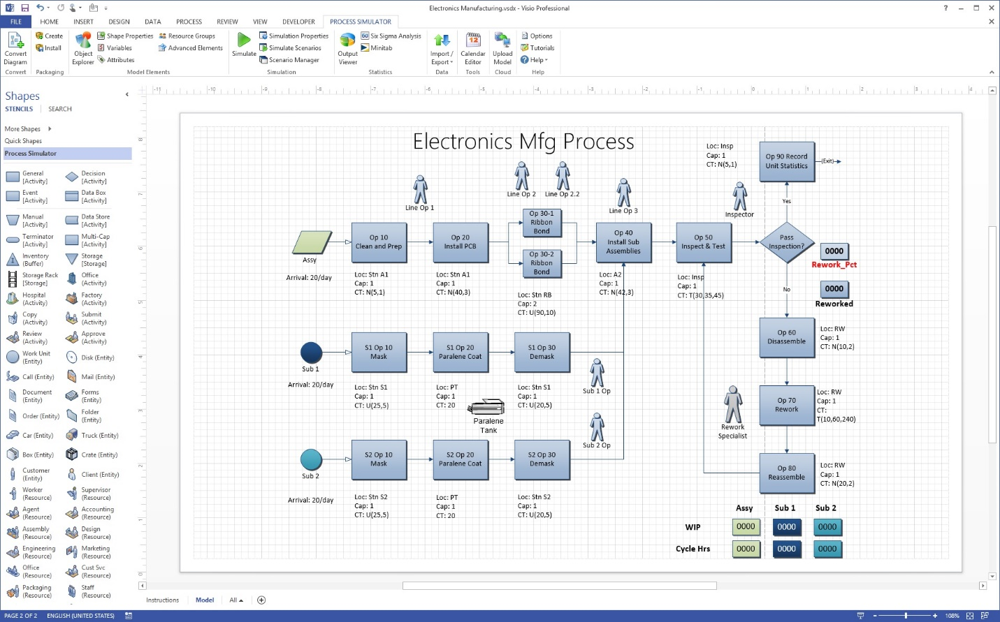 Electronics Manufacturing.vsdx - Visio Professional
FILE HOME INSERT DESIGN DATA PROCESS REVIEW VIEW DEVELOPER PROCESS SIMULATOR
Convert Diagram
Convert
Create
Install
Packaging
Object Explorer
Shape Properties
Variables
Attributes
Resource Groups
Advanced Elements
Model Elements
Simulate
Simulation Properties
Simulate Scenarios
Scenario Manager
Simulation
Output Viewer
Six Sigma Analysis
Minitab
Statistics
Import / Export
Data
Calendar Editor
Tools
Upload Model
Cloud
Options
Tutorials
Help
Help
Shapes
STENCILS SEARCH
More Shapes
Quick Shapes
Process Simulator
General [Activity]
Decision [Activity]
Event [Activity]
Data Box [Activity]
Manual [Activity]
Data Store [Activity]
Terminator [Activity]
Multi-Cap [Activity]
Inventory (Buffer)
Storage [Storage]
Storage Rack [Storage]
Office (Activity)
Hospital (Activity)
Factory (Activity)
Copy (Activity)
Submit (Activity)
Review (Activity)
Approve (Activity)
Work Unit (Entity)
Disk (Entity)
Call (Entity)
Mail (Entity)
Document (Entity)
Forms (Entity)
Order (Entity)
Folder (Entity)
Car (Entity)
Truck (Entity)
Box (Entity)
Crate (Entity)
Customer (Entity)
Client (Entity)
Worker (Resource)
Supervisor (Resource)
Agent (Resource)
Accounting (Resource)
Assembly (Resource)
Design (Resource)
Engineering (Resource)
Marketing (Resource)
Office (Resource)
Cust Svc (Resource)
Packaging (Resource)
Staff (Resource)
-11 -10 -9 -8 -7 -6 -5 -4 -3 -2 -1 0 1 2 3 4
8
7
6
5
4
3
2
1
0
Electronics Mfg Process
Loc: Insp
Cap: 1
CT: N(5,1)
Op 90 Record
Unit Statistics
(Exit)
Line Op 1
Line Op 2
Line Op 2.2
Line Op 3
Inspector
Yes
Assy
Arrival: 20/day
Op 10
Clean and Prep
Loc: Stn A1
Cap: 1
CT: N(5,1)
Op 20
Install PCB
Loc: Stn A1
Cap: 1
CT: N(40,3)
Op 30-1
Ribbon
Bond
Op 30-2
Ribbon
Bond
Loc: Stn RB
Cap: 2
CT: U(90,10)
Op 40
Install Sub
Assemblies
Loc: A2
Cap: 1
CT: N(42,3)
Op 50
Inspect & Test
Loc: Insp
Cap: 1
CT: T(30,35,45)
Pass
Inspection?
0000
Rework_Pct
0000
Reworked
No
Op 60
Disassemble
Loc: RW
Cap: 1
CT: N(10,2)
Sub 1
Arrival: 20/day
S1 Op 10
Mask
Loc: Stn S1
Cap: 1
CT: U(25,5)
S1 Op 20
Paralene Coat
Loc: PT
Cap: 1
CT: 20
S1 Op 30
Demask
Loc: Stn S1
Cap: 1
CT: U(20,5)
Sub 1 Op
Paralene
Tank
Sub 2 Op
Rework
Specialist
Op 70
Rework
Loc: RW
Cap: 1
CT:
T(10,60,240)
Sub 2
Arrival: 20/day
S2 Op 10
Mask
Loc: Stn S2
Cap: 1
CT: U(25,5)
S2 Op 20
Paralene Coat
Loc: PT
Cap: 1
CT: 20
S2 Op 30
Demask
Loc: Stn S2
Cap: 1
CT: U(20,5)
Op 80
Reassemble
Loc: RW
Cap: 1
CT: N(20,2)
Assy Sub 1 Sub 2
WIP 0000 0000 0000
Cycle Hrs 0000 0000 0000
Instructions Model All
PAGE 2 OF 2 ENGLISH (UNITED STATES) 108%